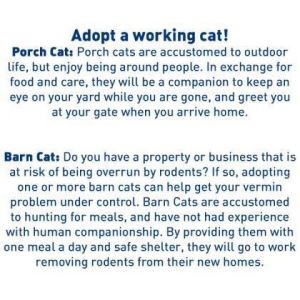 Adopt a working cat!
Porch Cat: Porch cats are accustomed to outdoor
life, but enjoy being around people. In exchange for
food and care, they will be a companion to keep an
eye on your yard while you are gone, and greet you
at your gate when you arrive home.
Barn Cat: Do you have a property or business that is
at risk of being overrun by rodents? If so, adopting
one or more barn cats can help get your vermin
problem under control. Barn Cats are accustomed
to hunting for meals, and have not had experience
with human companionship. By providing them with
one meal a day and safe shelter, they will go to work
removing rodents from their new homes.